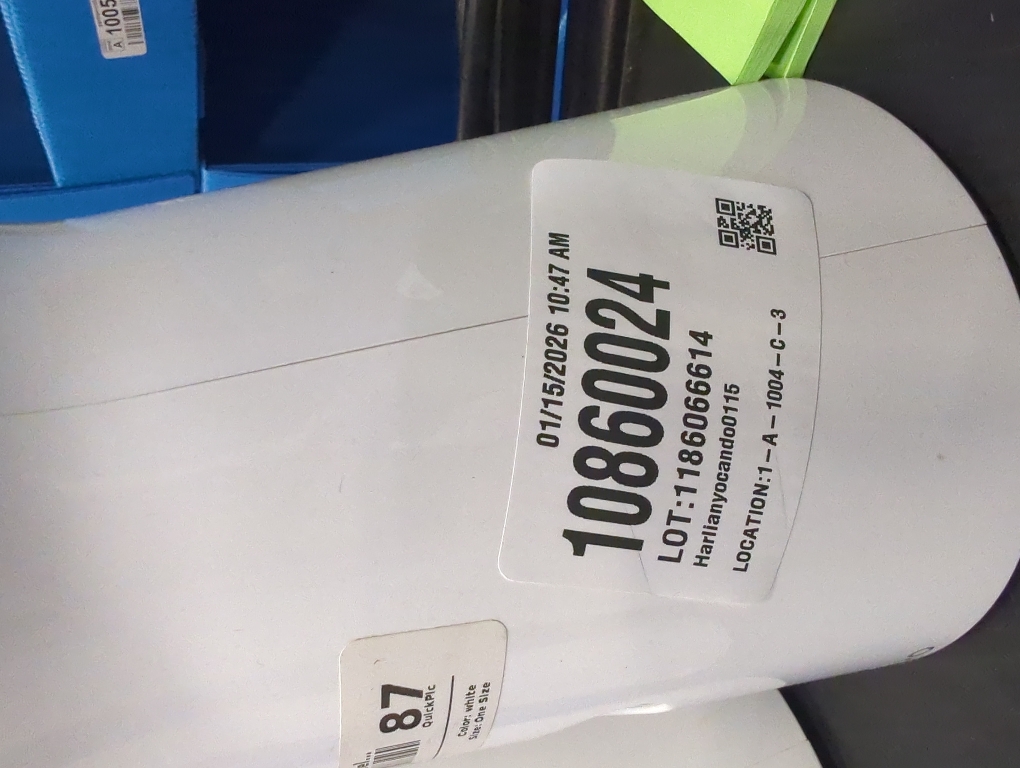 01/15/2026 10:47 AM
10860024
LOT:1186066614
Harlianyocando0115
LOCATION:1-A-1004-C-3
87
QuickPic
Color: white
Size: One Size
A 1005